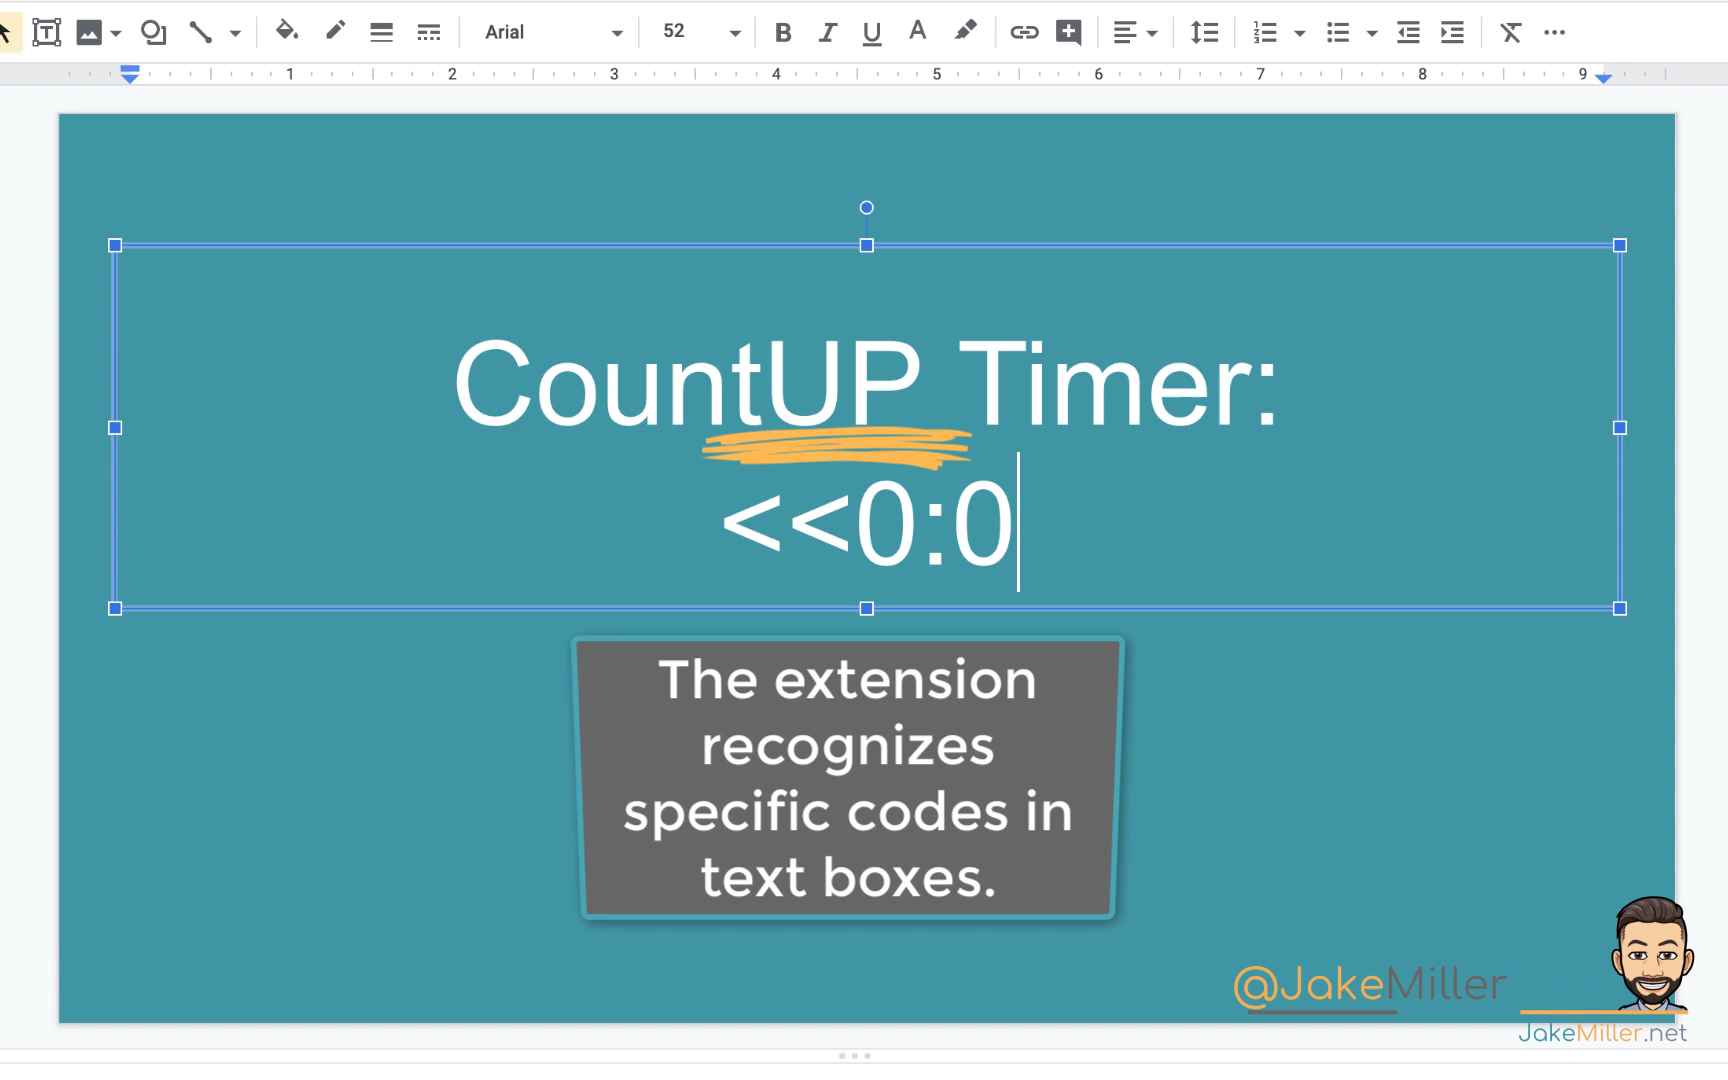 Arial 52 B I U A
1 2 3 4 5 6 7 8 9
CountUP Timer:
<<0:0
The extension
recognizes
specific codes in
text boxes.
@JakeMiller
JakeMiller.net